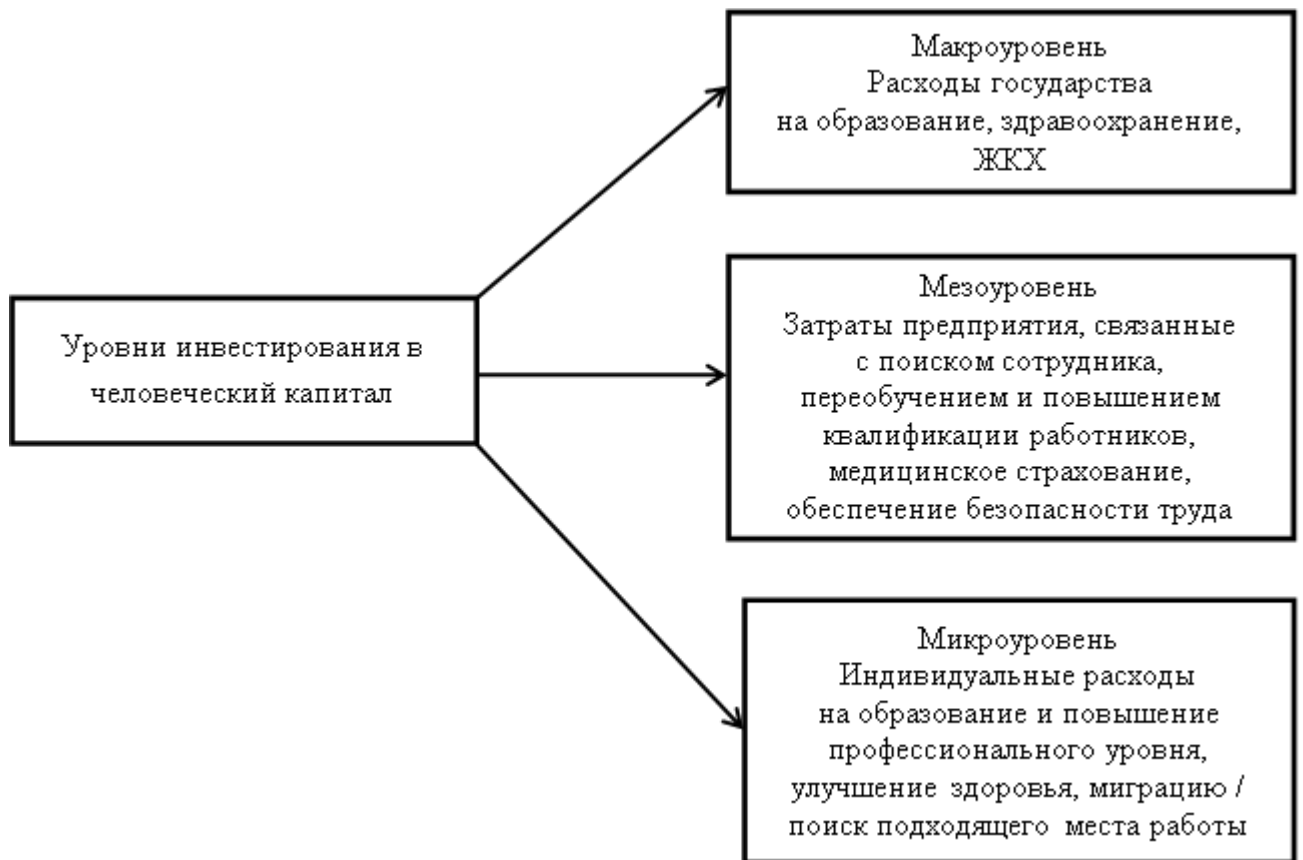 Уровни инвестирования в
человеческий капитал
Макроуровень
Расходы государства
на образование, здравоохранение,
ЖКХ
Мезоуровень
Затраты предприятия, связанные
с поиском сотрудника,
переобучением и повышением
квалификации работников,
медицинское страхование,
обеспечение безопасности труда
Микроуровень
Индивидуальные расходы
на образование и повышение
профессионального уровня,
улучшение здоровья, миграцию /
поиск подходящего места работы